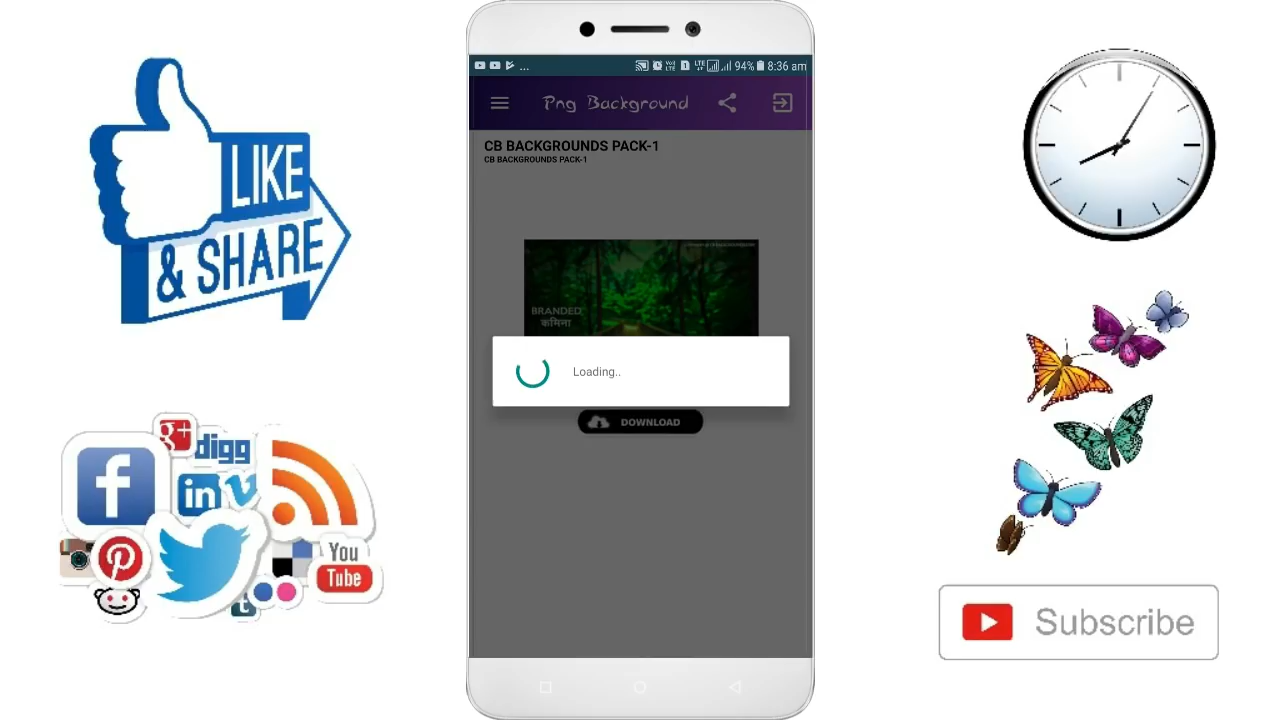 LIKE
& SHARE
digg
in
You
Tube
... 94% 8:36 am
Png Background
CB BACKGROUNDS PACK-1
CB BACKGROUNDS PACK-1
BRANDED
कमिना
Loading..
DOWNLOAD
Subscribe